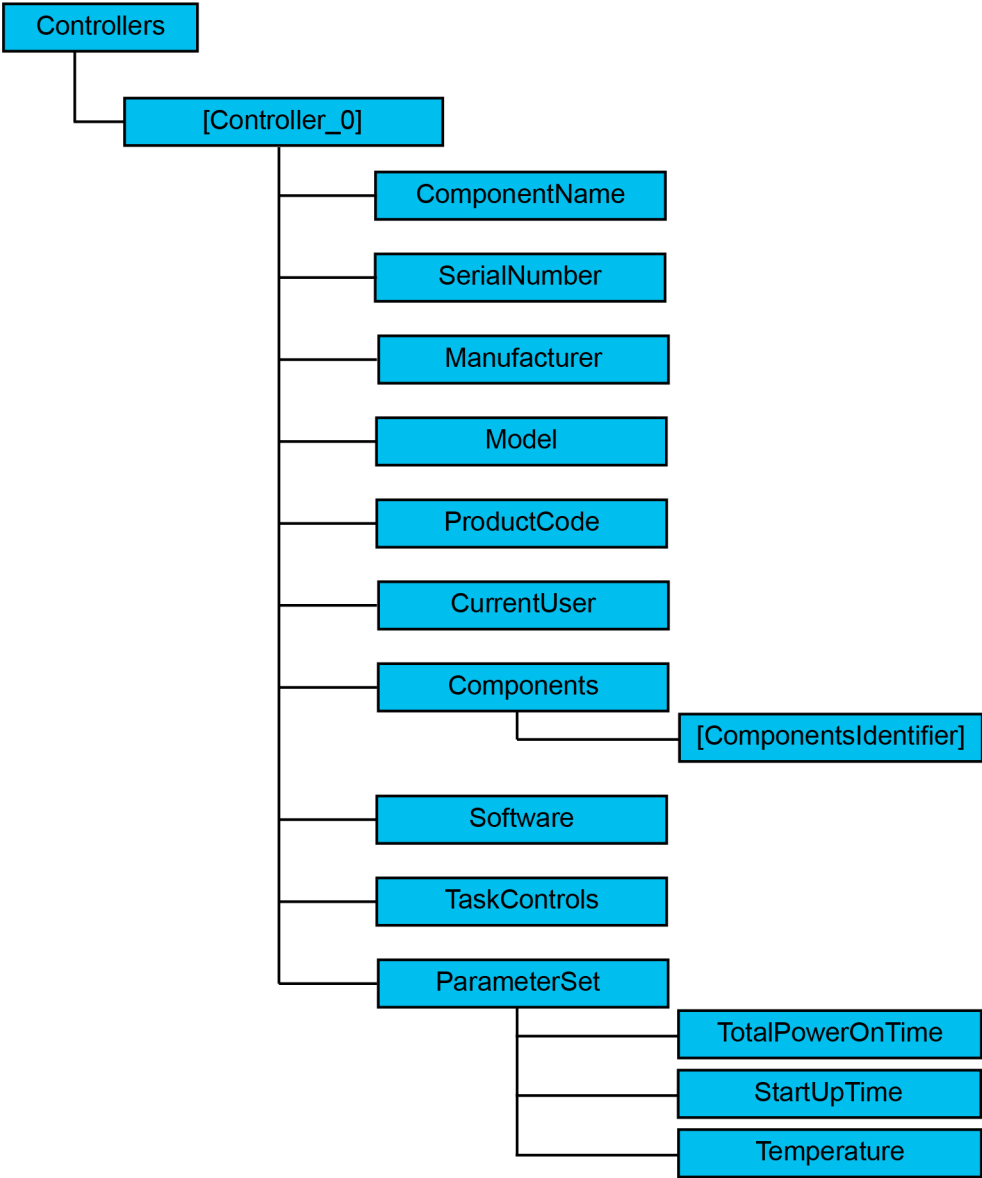 Controllers
[Controller_0]
ComponentName
SerialNumber
Manufacturer
Model
ProductCode
CurrentUser
Components
[ComponentsIdentifier]
Software
TaskControls
ParameterSet
TotalPowerOnTime
StartUpTime
Temperature